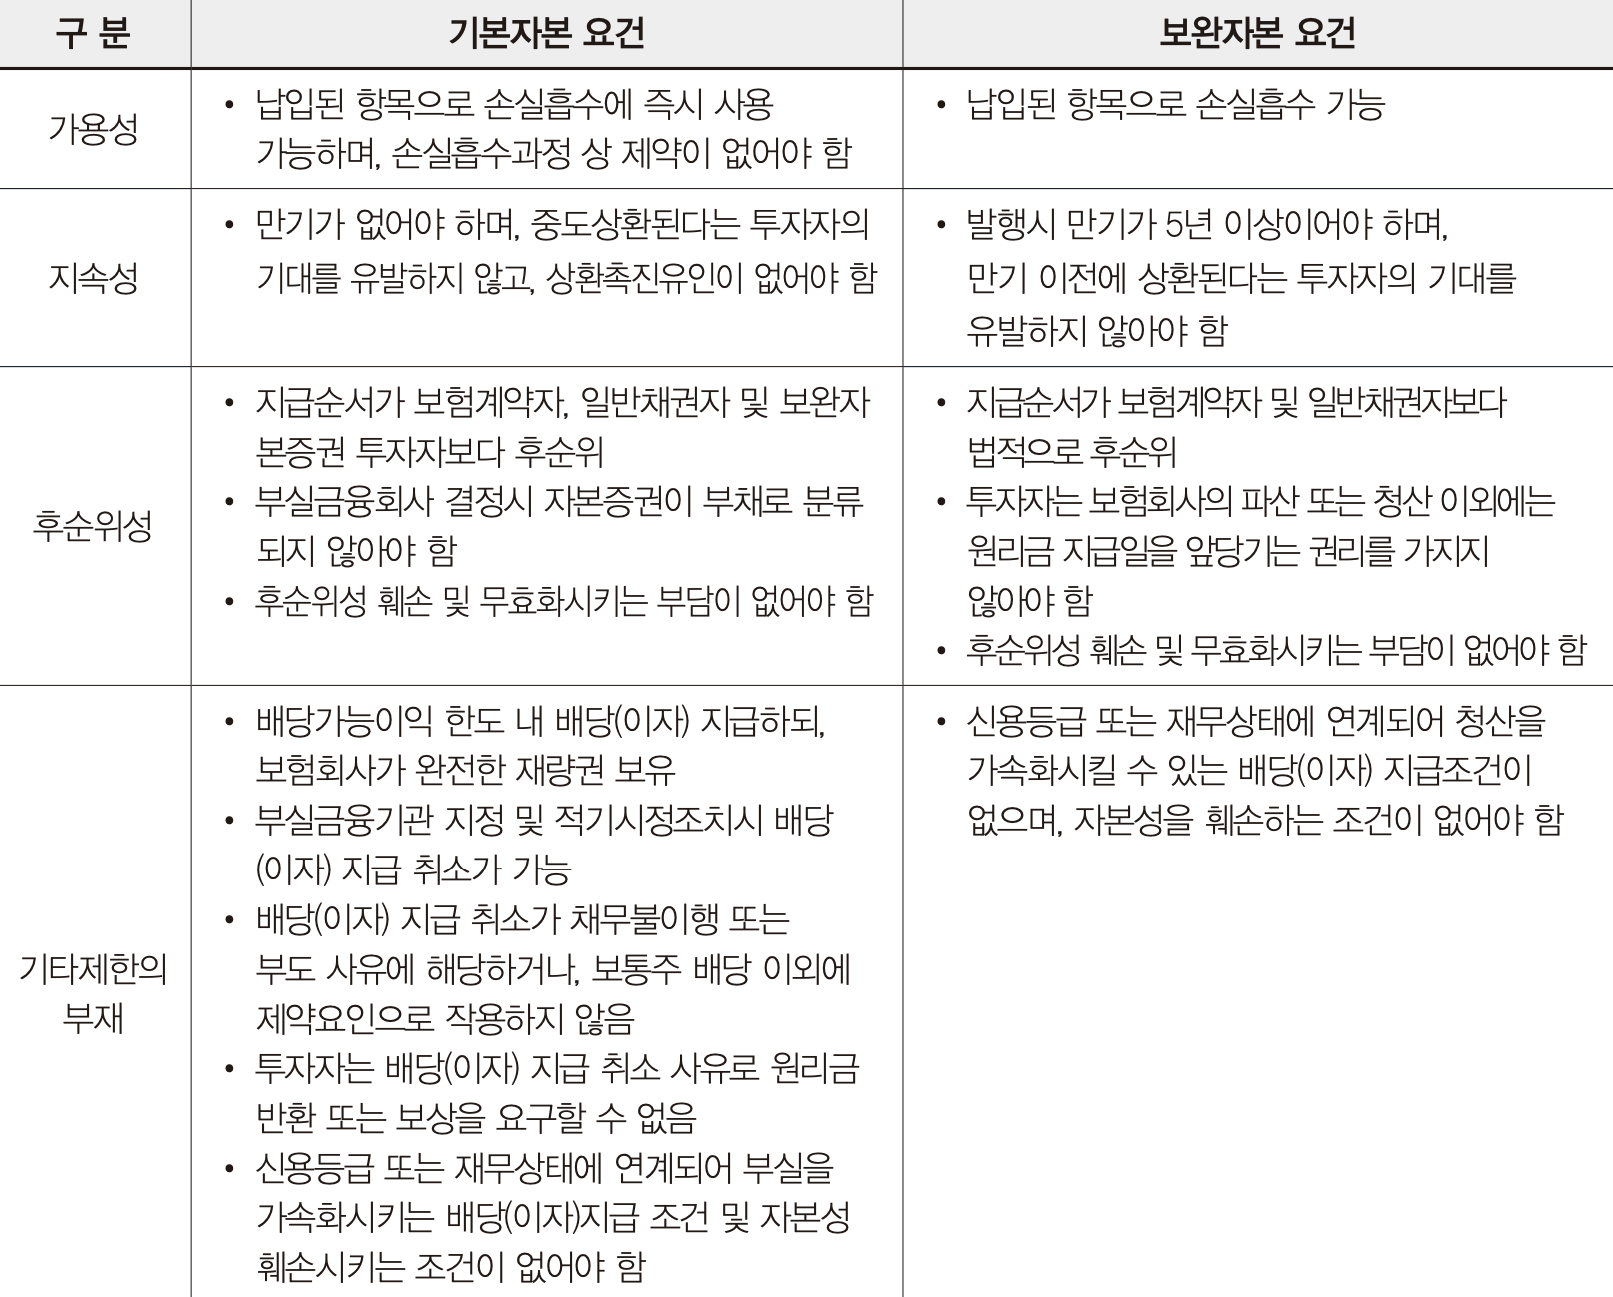 구 분
기본자본 요건
보완자본 요건
가용성
• 납입된 항목으로 손실흡수에 즉시 사용
가능하며, 손실흡수과정 상 제약이 없어야 함
• 납입된 항목으로 손실흡수 가능
지속성
• 만기가 없어야 하며, 중도상환된다는 투자자의
기대를 유발하지 않고, 상환촉진유인이 없어야 함
• 발행시 만기가 5년 이상이어야 하며,
만기 이전에 상환된다는 투자자의 기대를
유발하지 않아야 함
후순위성
• 지급순서가 보험계약자, 일반채권자 및 보완자
본증권 투자자보다 후순위
• 부실금융회사 결정시 자본증권이 부채로 분류
되지 않아야 함
• 후순위성 훼손 및 무효화시키는 부담이 없어야 함
• 지급순서가 보험계약자 및 일반채권자보다
법적으로 후순위
• 투자자는 보험회사의 파산 또는 청산 이외에는
원리금 지급일을 앞당기는 권리를 가지지
않아야 함
• 후순위성 훼손 및 무효화시키는 부담이 없어야 함
기타제한의
부재
• 배당가능이익 한도 내 배당(이자) 지급하되,
보험회사가 완전한 재량권 보유
• 부실금융기관 지정 및 적기시정조치시 배당
(이자) 지급 취소가 가능
• 배당(이자) 지급 취소가 채무불이행 또는
부도 사유에 해당하거나, 보통주 배당 이외에
제약요인으로 작용하지 않음
• 투자자는 배당(이자) 지급 취소 사유로 원리금
반환 또는 보상을 요구할 수 없음
• 신용등급 또는 재무상태에 연계되어 부실을
가속화시키는 배당(이자)지급 조건 및 자본성
훼손시키는 조건이 없어야 함
• 신용등급 또는 재무상태에 연계되어 청산을
가속화시킬 수 있는 배당(이자) 지급조건이
없으며, 자본성을 훼손하는 조건이 없어야 함